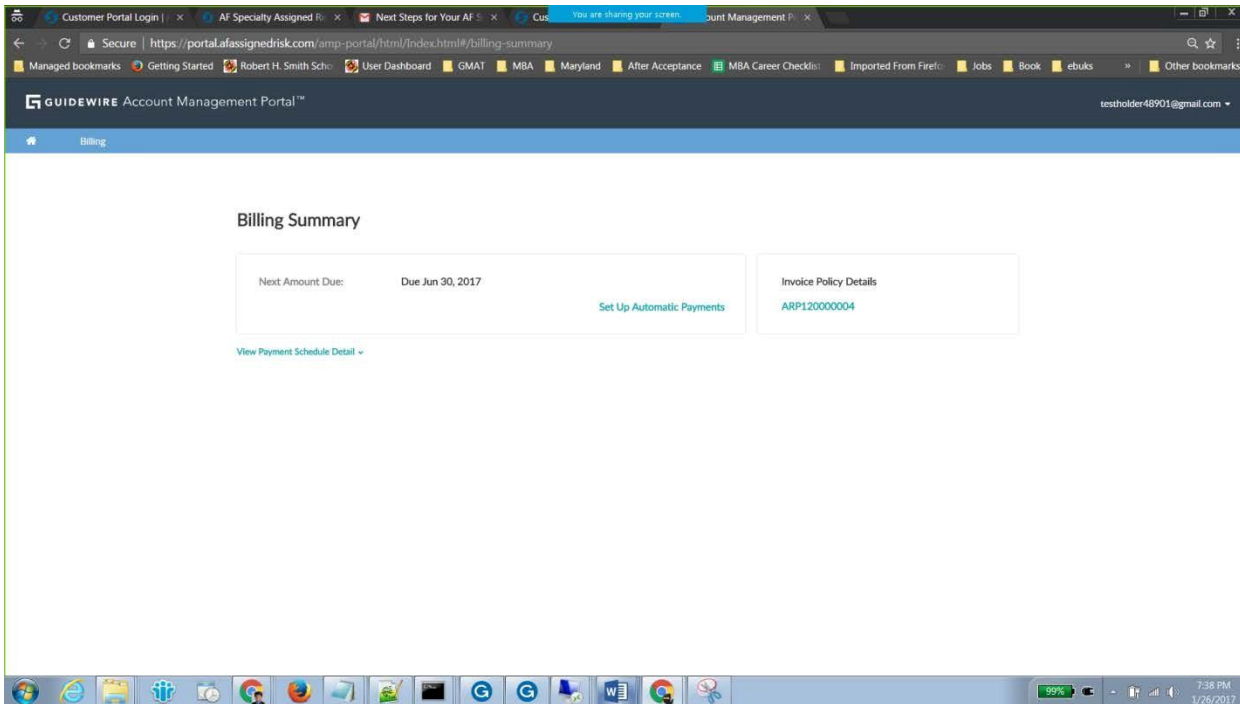 Customer Portal Login |
AF Specialty Assigned Ri
Next Steps for Your AF S
Cus
You are sharing your screen.
ount Management P
Secure | https://portal.afassignedrisk.com/amp-portal/html/Index.html#/billing-summary
Managed bookmarks Getting Started Robert H. Smith Scho User Dashboard GMAT MBA Maryland After Acceptance MBA Career Checklist Imported From Firefo Jobs Book ebuks » Other bookmarks
GUIDEWIRE Account Management Portal™
testholder48901@gmail.com
Billing
Billing Summary
Next Amount Due: Due Jun 30, 2017
Set Up Automatic Payments
Invoice Policy Details
ARP120000004
View Payment Schedule Detail
99%
7:38 PM
1/26/2017